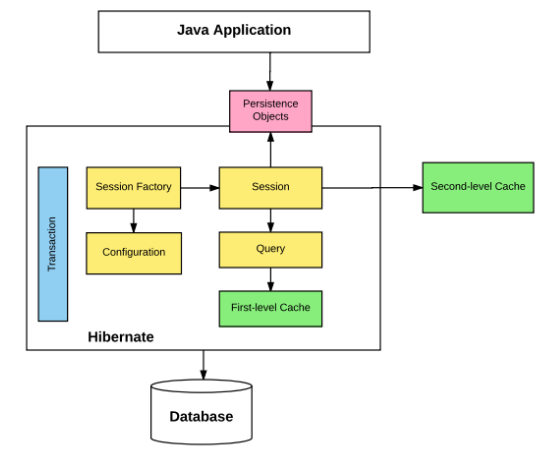 Java Application
Persistence
Objects
Session Factory
Session
Second-level Cache
Transaction
Configuration
Query
First-level Cache
Hibernate
Database